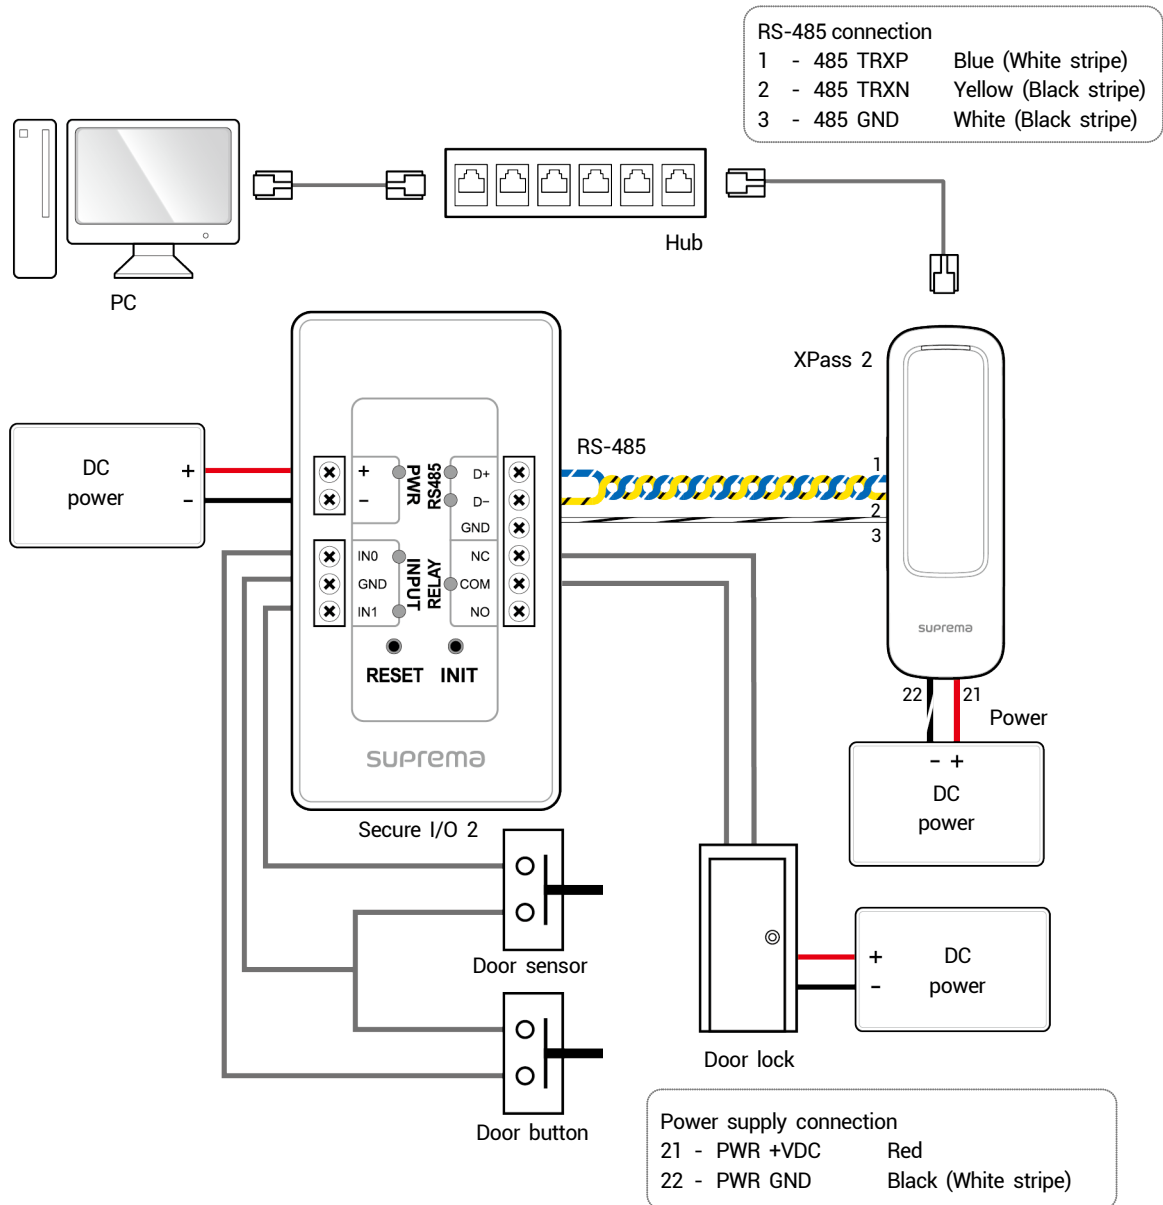 RS-485 connection
1 - 485 TRXP Blue (White stripe)
2 - 485 TRXN Yellow (Black stripe)
3 - 485 GND White (Black stripe)
Hub
PC
XPass 2
RS-485
DC
power
+
-
+
-
PWR
RS485
D+
D-
GND
1
2
3
IN0
GND
IN1
INPUT
RELAY
NC
COM
NO
RESET INIT
suprema
suprema
22
21
Power
- +
DC
power
Secure I/O 2
Door sensor
+
-
DC
power
Door lock
Door button
Power supply connection
21 - PWR +VDC Red
22 - PWR GND Black (White stripe)